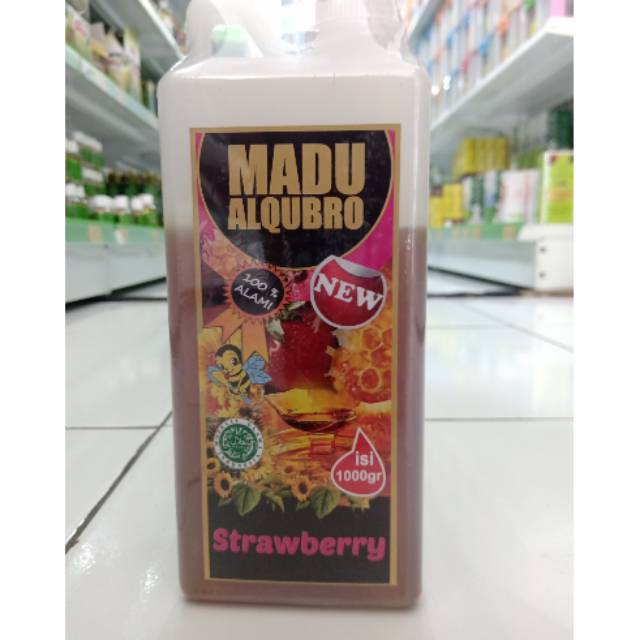 MADU
ALQUBRO
100 %
ALAMI
NEW
isi
1000gr
Strawberry